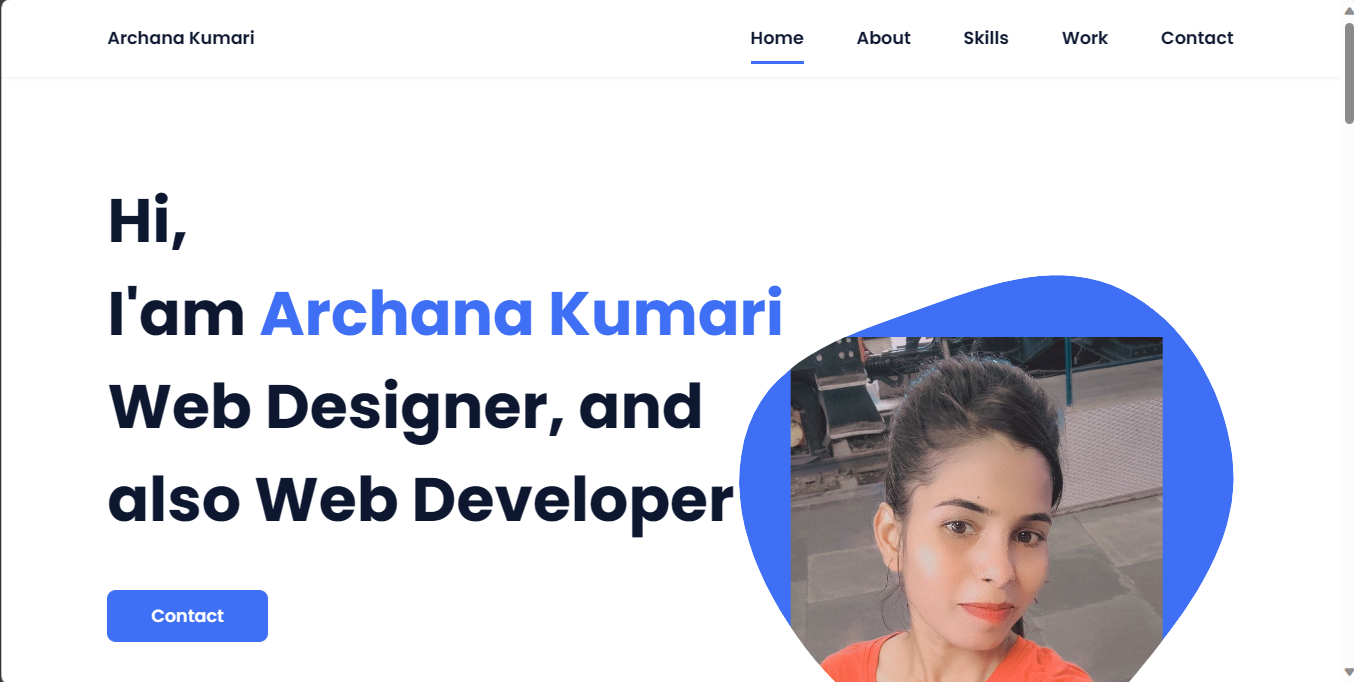 Archana Kumari
Home About Skills Work Contact
Hi,
I'am Archana Kumari
Web Designer, and
also Web Developer
Contact